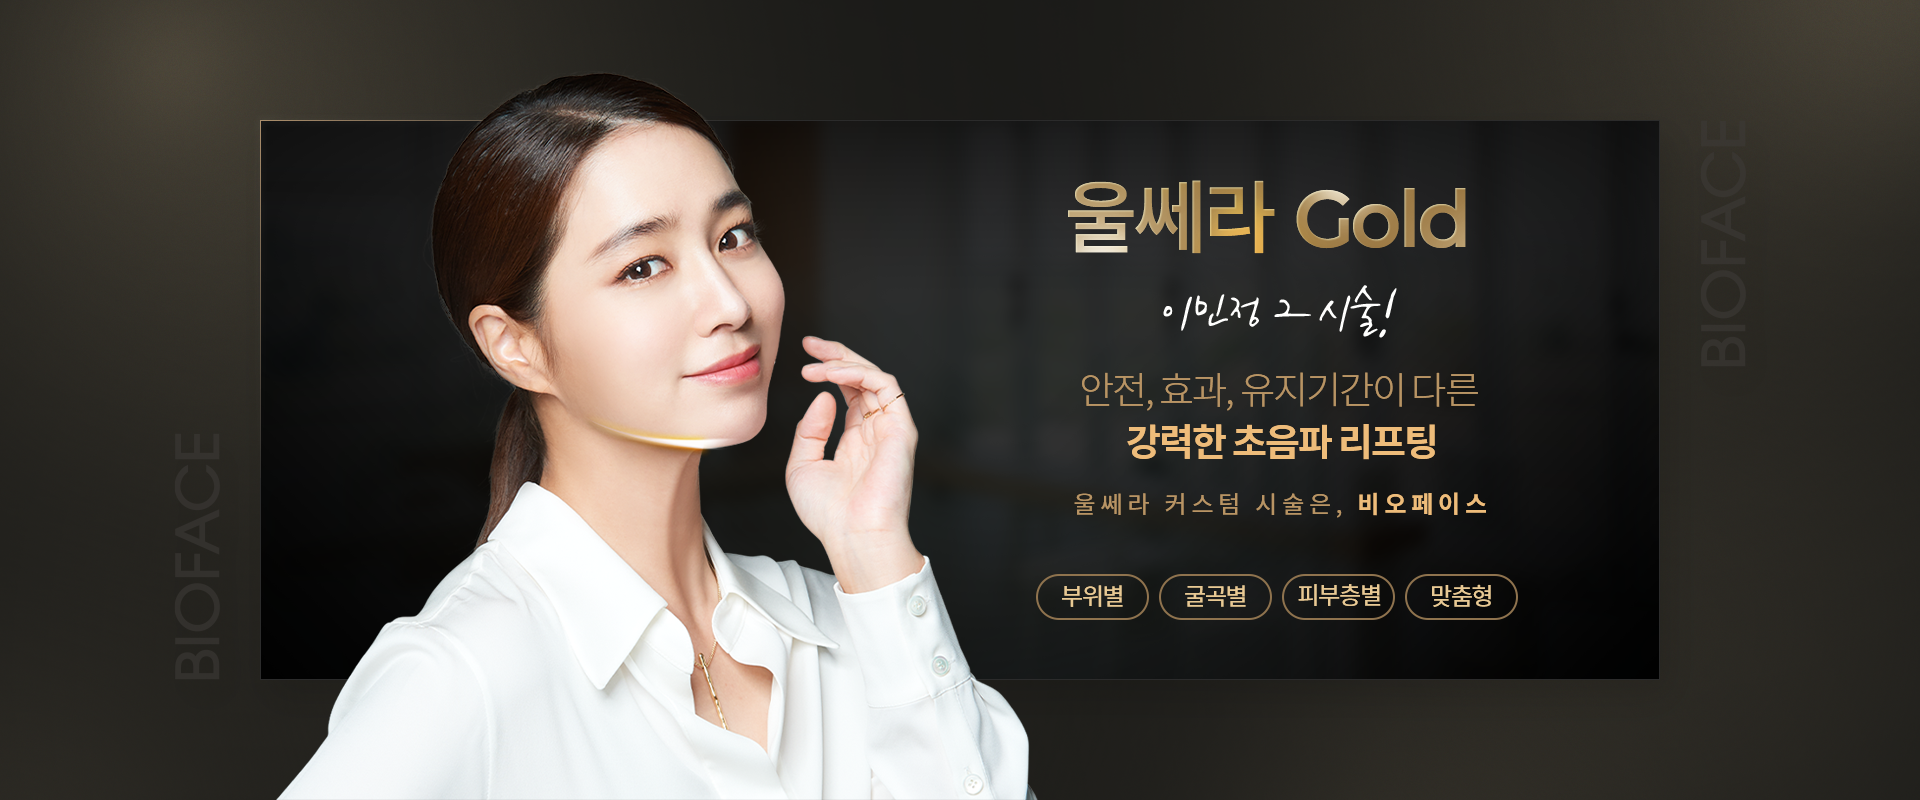 울쎄라 Gold
이민정 그 시술!
안전, 효과, 유지기간이 다른
강력한 초음파 리프팅
울쎄라 커스텀 시술은, 비오페이스
부위별 굴곡별 피부층별 맞춤형
BIOFACE
BIOFACE